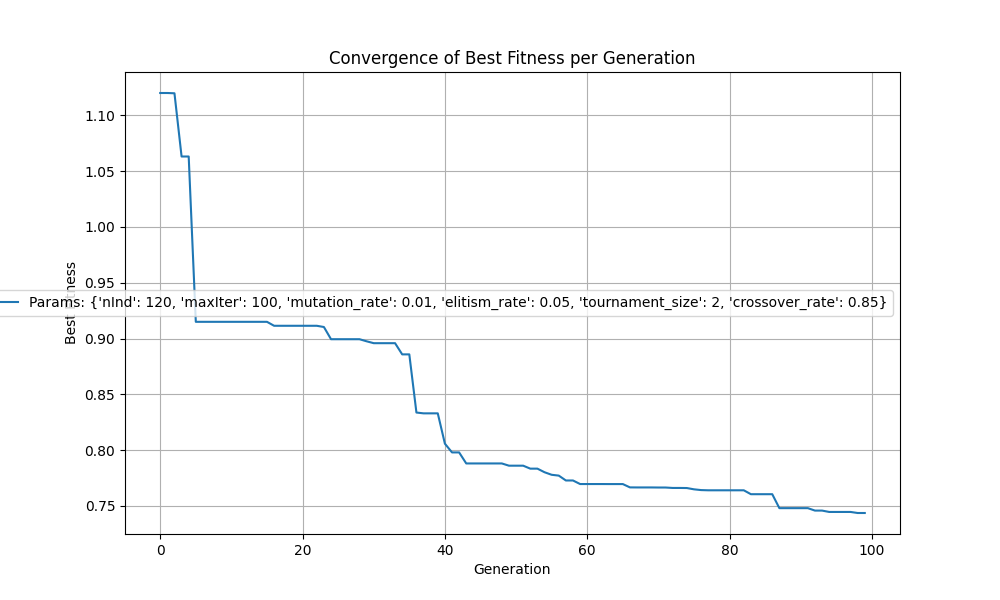 Convergence of Best Fitness per Generation
1.10
1.05
1.00
0.95
0.90
0.85
0.80
0.75
Best
Params: {'nInd': 120, 'maxIter': 100, 'mutation_rate': 0.01, 'elitism_rate': 0.05, 'tournament_size': 2, 'crossover_rate': 0.85}
0 20 40 60 80 100
Generation